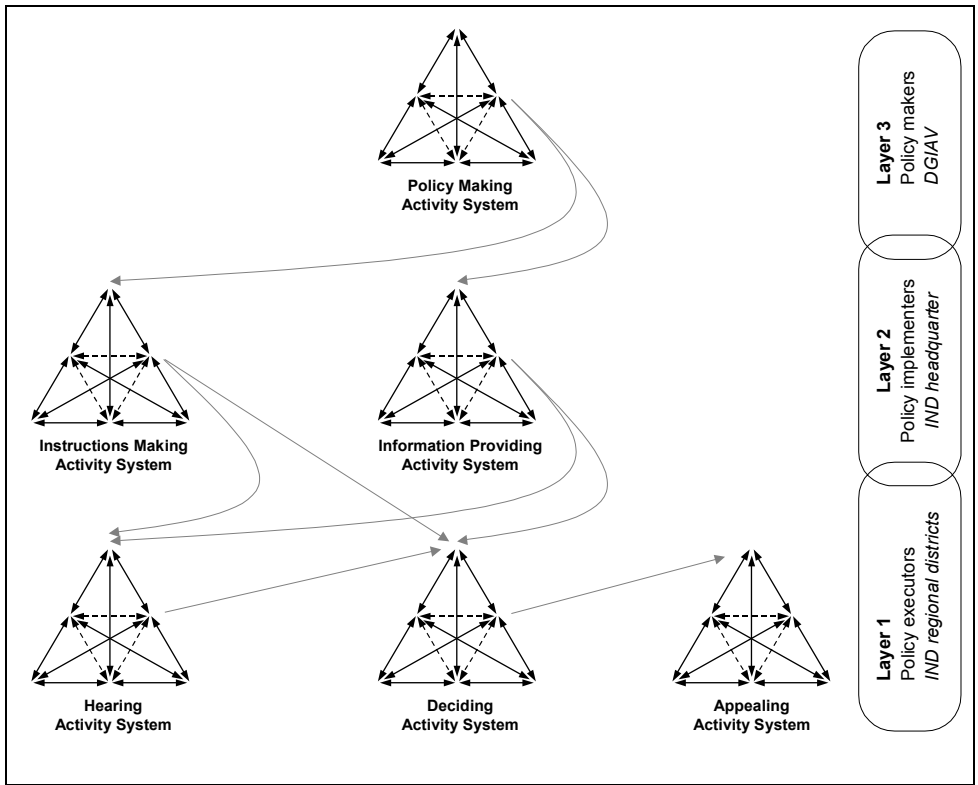 Policy Making
Activity System
Layer 3
Policy makers
DGIAV
Instructions Making
Activity System
Information Providing
Activity System
Layer 2
Policy implementers
IND headquarter
Hearing
Activity System
Deciding
Activity System
Appealing
Activity System
Layer 1
Policy executors
IND regional districts